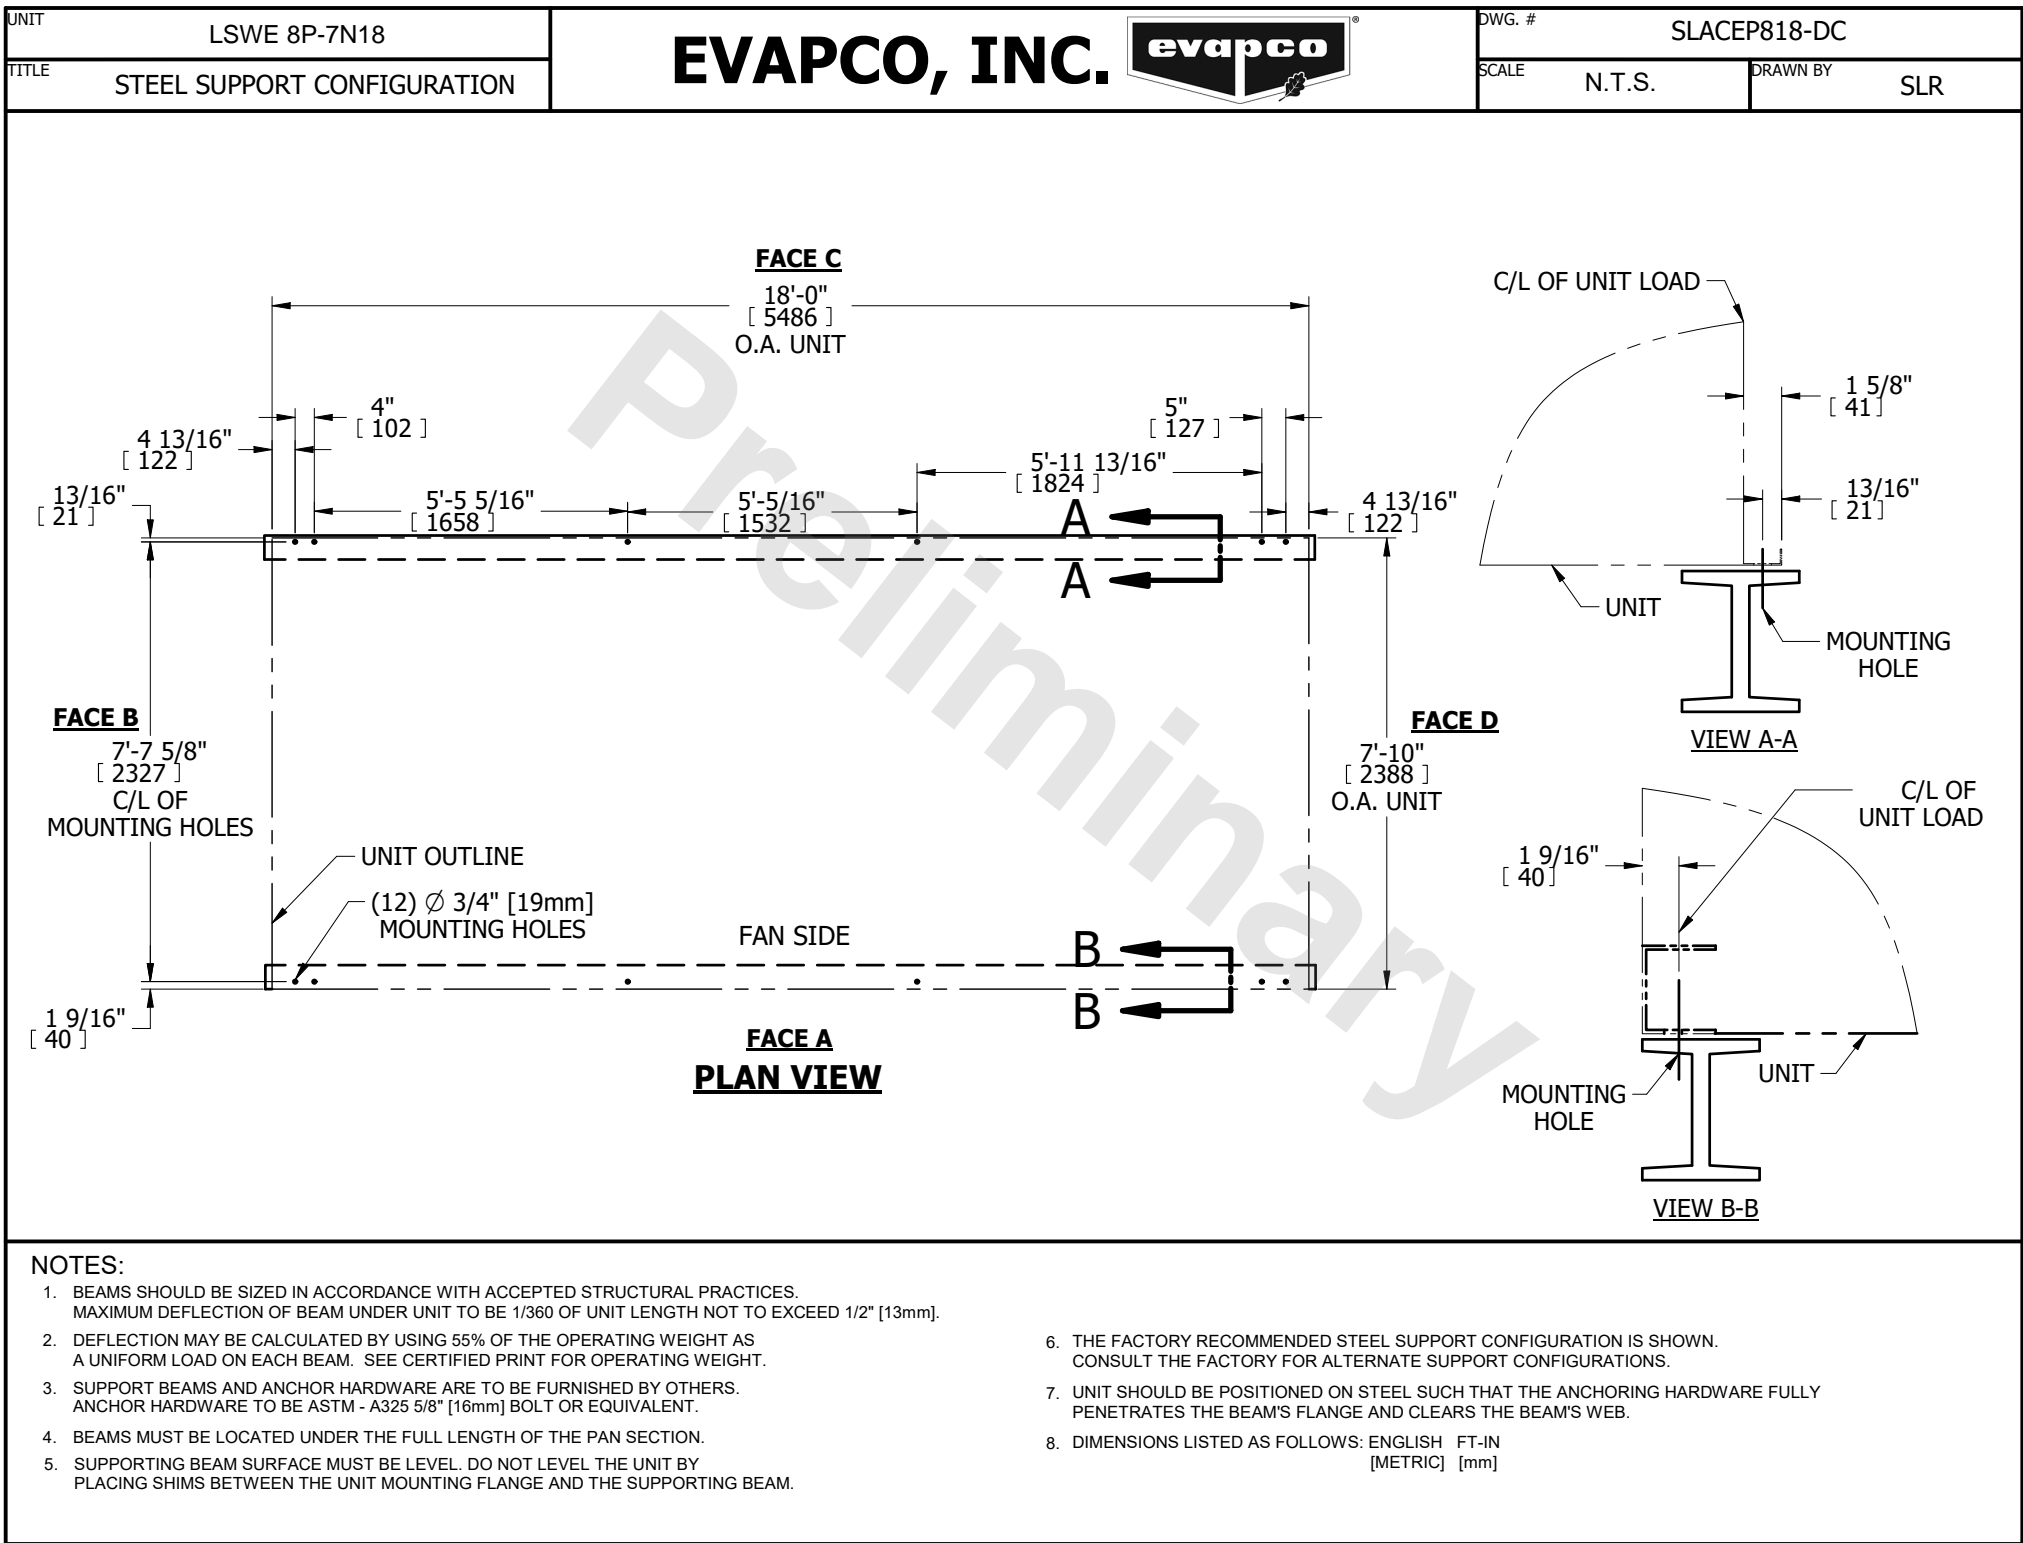 UNIT
LSWE 8P-7N18
TITLE
STEEL SUPPORT CONFIGURATION
EVAPCO, INC.
evapco
®
DWG. #
SLACEP818-DC
SCALE
N.T.S.
DRAWN BY
SLR
FACE C
18'-0"
[ 5486 ]
O.A. UNIT
4"
[ 102 ]
5"
[ 127 ]
4 13/16"
[ 122 ]
5'-11 13/16"
[ 1824 ]
13/16"
[ 21 ]
5'-5 5/16"
[ 1658 ]
5'-5/16"
[ 1532 ]
A
4 13/16"
[ 122 ]
A
FACE B
7'-7 5/8"
[ 2327 ]
C/L OF
MOUNTING HOLES
FACE D
7'-10"
[ 2388 ]
O.A. UNIT
UNIT OUTLINE
(12) Ø 3/4" [19mm]
MOUNTING HOLES
FAN SIDE
B
B
1 9/16"
[ 40 ]
FACE A
PLAN VIEW
Preliminary
C/L OF UNIT LOAD
1 5/8"
[ 41 ]
13/16"
[ 21 ]
UNIT
MOUNTING
HOLE
VIEW A-A
C/L OF
UNIT LOAD
1 9/16"
[ 40 ]
UNIT
MOUNTING
HOLE
VIEW B-B
NOTES:
1. BEAMS SHOULD BE SIZED IN ACCORDANCE WITH ACCEPTED STRUCTURAL PRACTICES.
MAXIMUM DEFLECTION OF BEAM UNDER UNIT TO BE 1/360 OF UNIT LENGTH NOT TO EXCEED 1/2" [13mm].
2. DEFLECTION MAY BE CALCULATED BY USING 55% OF THE OPERATING WEIGHT AS
A UNIFORM LOAD ON EACH BEAM. SEE CERTIFIED PRINT FOR OPERATING WEIGHT.
3. SUPPORT BEAMS AND ANCHOR HARDWARE ARE TO BE FURNISHED BY OTHERS.
ANCHOR HARDWARE TO BE ASTM - A325 5/8" [16mm] BOLT OR EQUIVALENT.
4. BEAMS MUST BE LOCATED UNDER THE FULL LENGTH OF THE PAN SECTION.
5. SUPPORTING BEAM SURFACE MUST BE LEVEL. DO NOT LEVEL THE UNIT BY
PLACING SHIMS BETWEEN THE UNIT MOUNTING FLANGE AND THE SUPPORTING BEAM.
6. THE FACTORY RECOMMENDED STEEL SUPPORT CONFIGURATION IS SHOWN.
CONSULT THE FACTORY FOR ALTERNATE SUPPORT CONFIGURATIONS.
7. UNIT SHOULD BE POSITIONED ON STEEL SUCH THAT THE ANCHORING HARDWARE FULLY
PENETRATES THE BEAM'S FLANGE AND CLEARS THE BEAM'S WEB.
8. DIMENSIONS LISTED AS FOLLOWS: ENGLISH FT-IN
[METRIC] [mm]